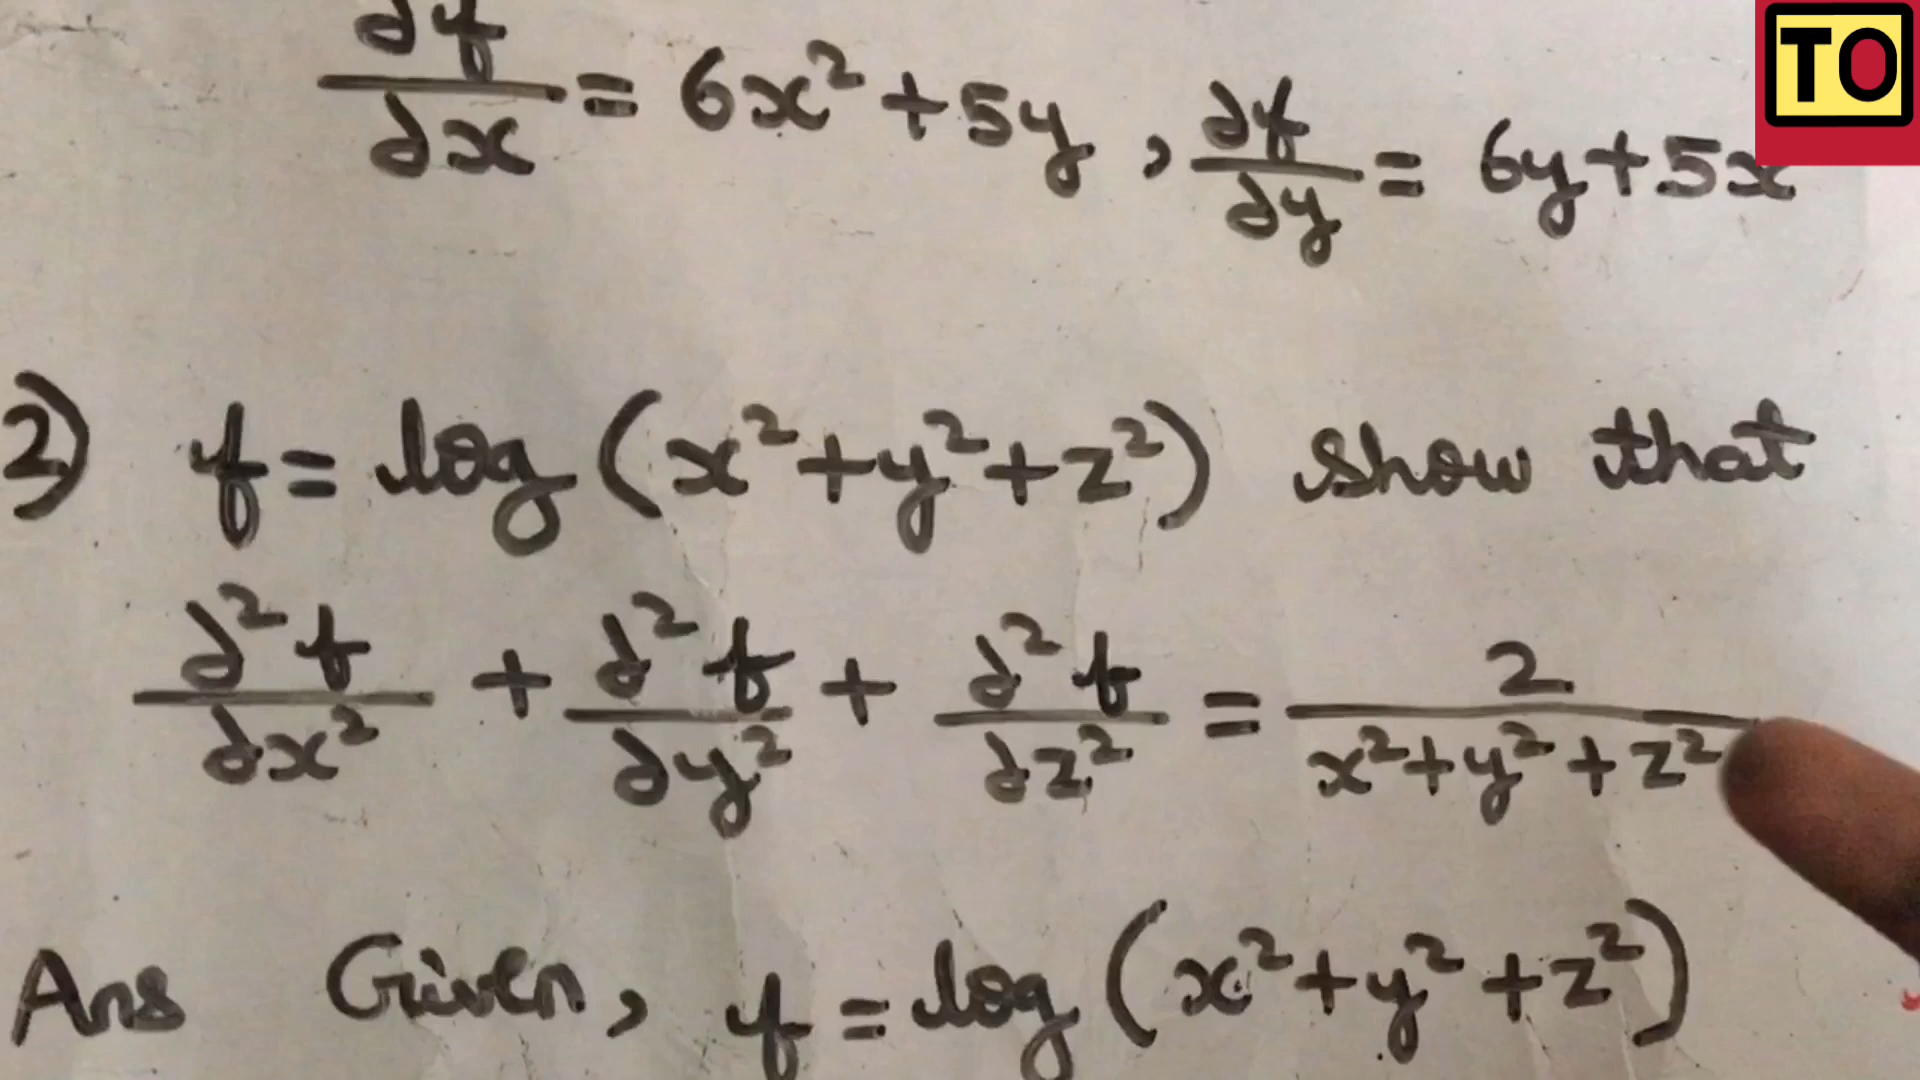 TO
∂f/∂x = 6x² + 5y , ∂f/∂y = 6y + 5x
2) f = log (x² + y² + z²) show that
∂²f/∂x² + ∂²f/∂y² + ∂²f/∂z² = 2/(x² + y² + z²)
Ans Given, f = log (x² + y² + z²)